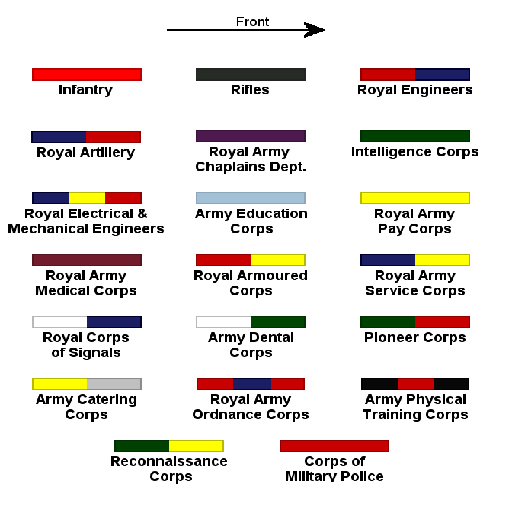 Front
Infantry
Rifles
Royal Engineers
Royal Artillery
Royal Army
Chaplains Dept.
Intelligence Corps
Royal Electrical &
Mechanical Engineers
Army Education
Corps
Royal Army
Pay Corps
Royal Army
Medical Corps
Royal Armoured
Corps
Royal Army
Service Corps
Royal Corps
of Signals
Army Dental
Corps
Pioneer Corps
Army Catering
Corps
Royal Army
Ordnance Corps
Army Physical
Training Corps
Reconnaissance
Corps
Corps of
Military Police